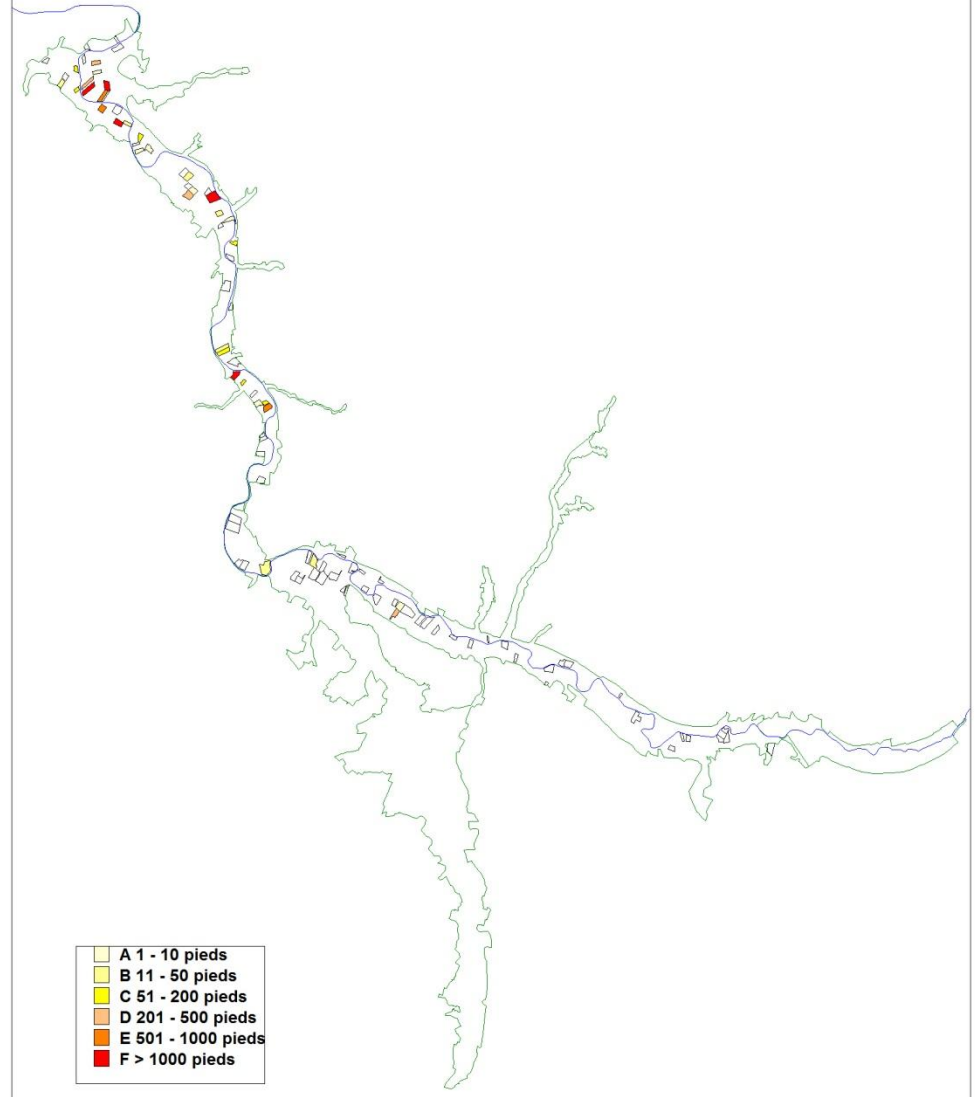 A 1 - 10 pieds
B 11 - 50 pieds
C 51 - 200 pieds
D 201 - 500 pieds
E 501 - 1000 pieds
F > 1000 pieds